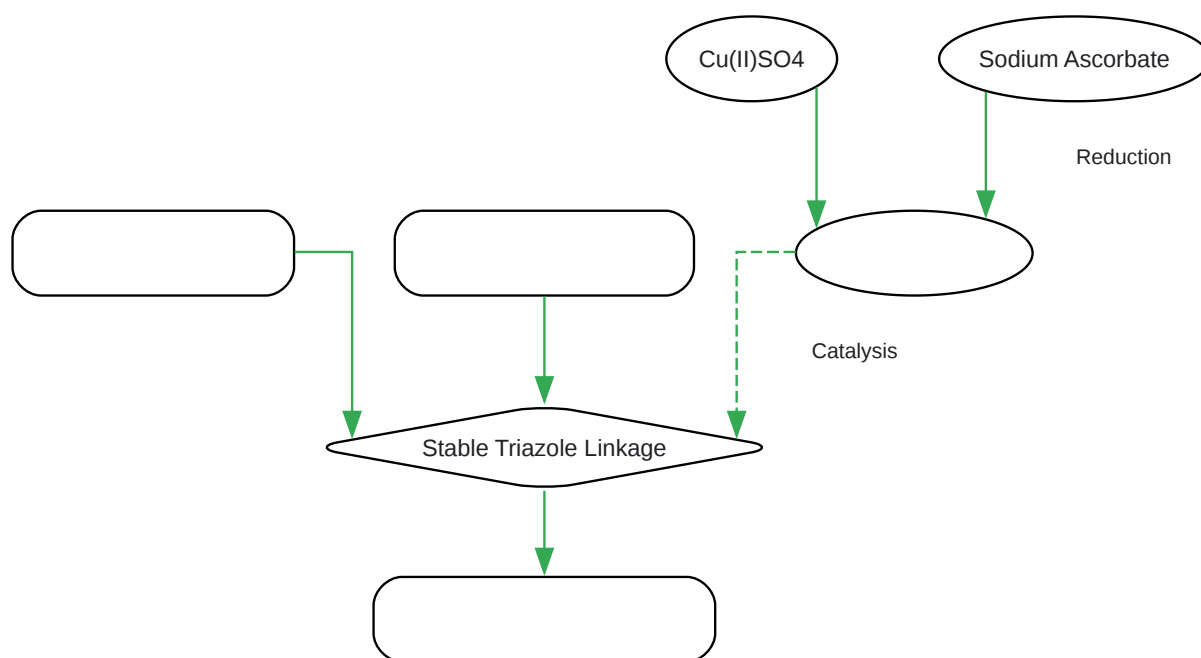 Cu(II)SO4
Sodium Ascorbate
Reduction
Catalysis
Stable Triazole Linkage